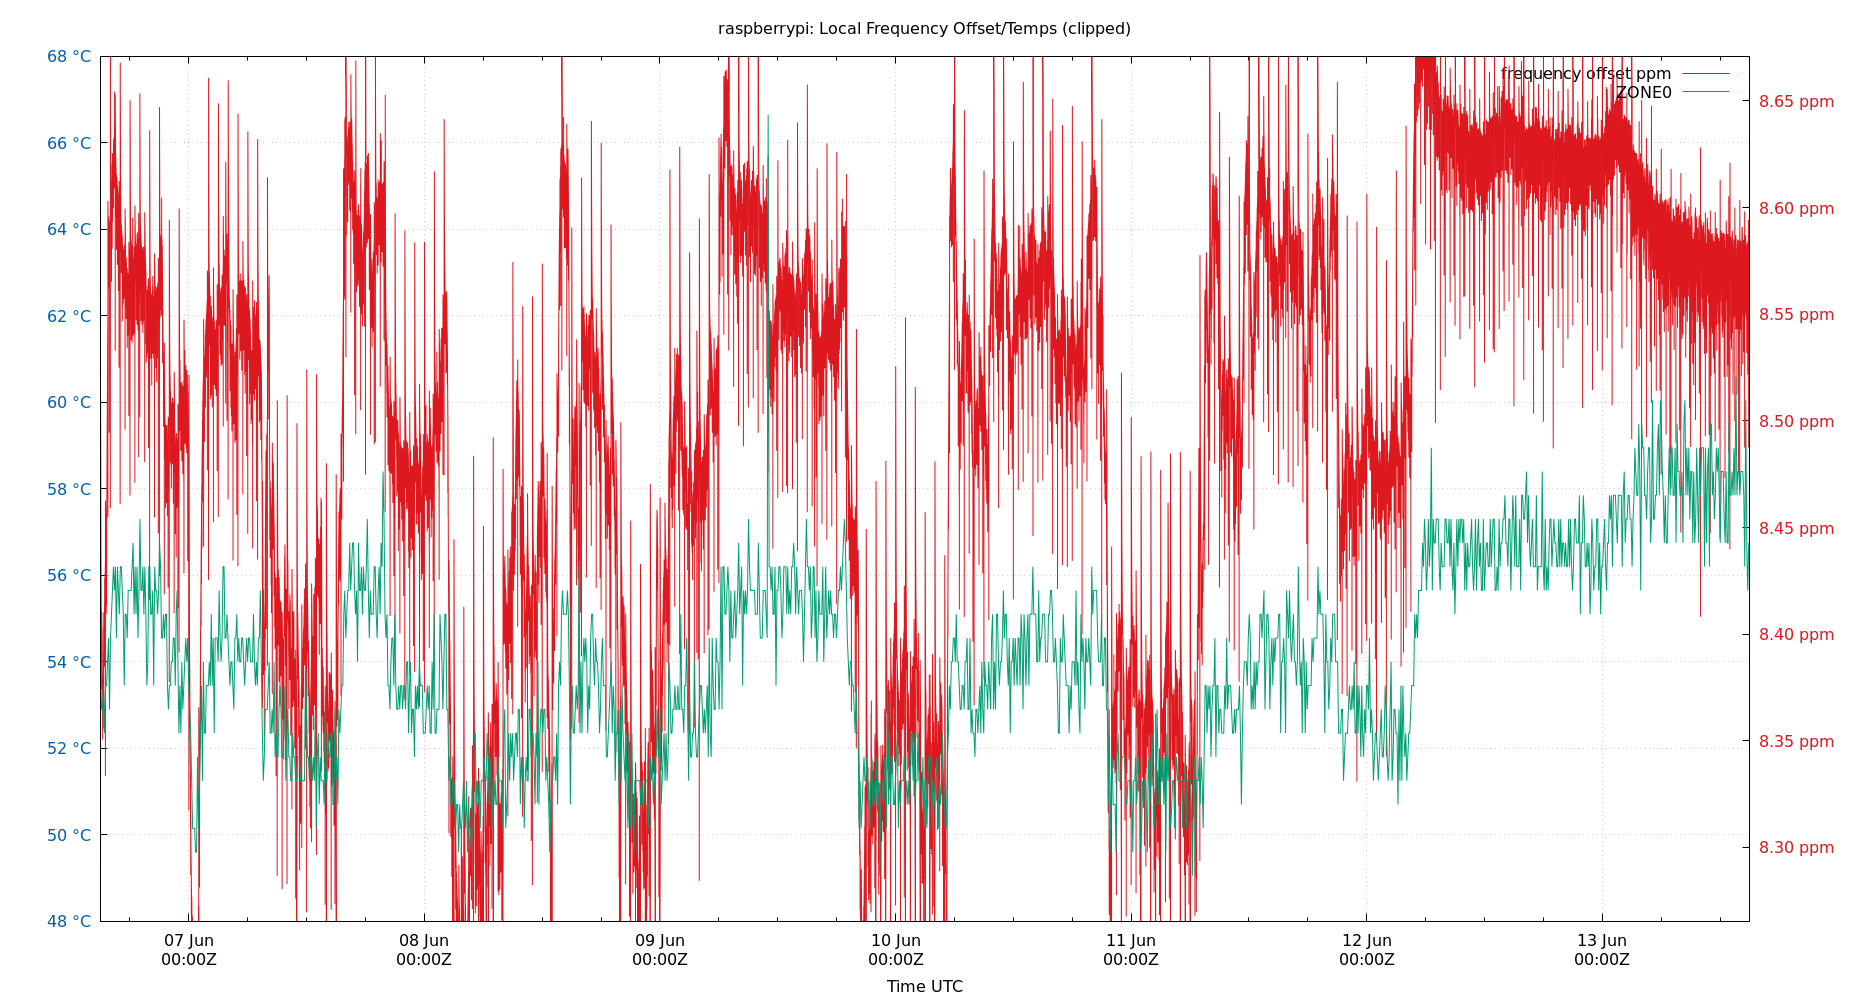 raspberrypi: Local Frequency Offset/Temps (clipped)
68 °C
66 °C
64 °C
62 °C
60 °C
58 °C
56 °C
54 °C
52 °C
50 °C
48 °C
frequency offset ppm
ZONE0
8.65 ppm
8.60 ppm
8.55 ppm
8.50 ppm
8.45 ppm
8.40 ppm
8.35 ppm
8.30 ppm
07 Jun 08 Jun 09 Jun 10 Jun 11 Jun 12 Jun 13 Jun
00:00Z 00:00Z 00:00Z 00:00Z 00:00Z 00:00Z 00:00Z
Time UTC